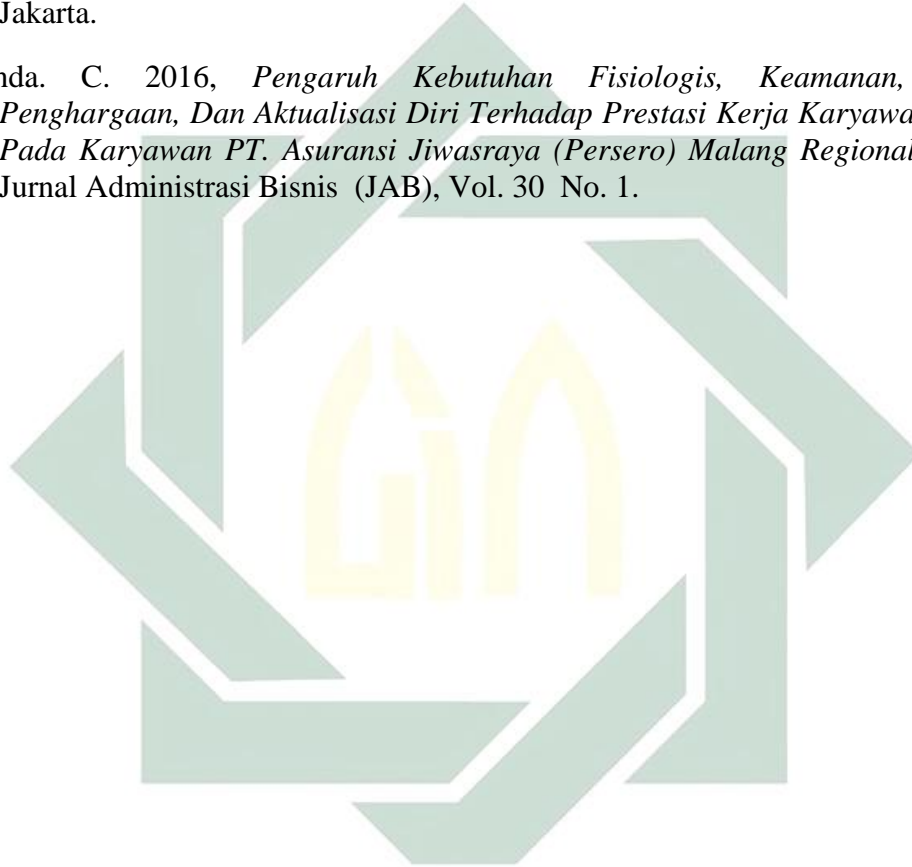 Jakarta.
nda. C. 2016, Pengaruh Kebutuhan Fisiologis, Keamanan,
Penghargaan, Dan Aktualisasi Diri Terhadap Prestasi Kerja Karyawa
Pada Karyawan PT. Asuransi Jiwasraya (Persero) Malang Regional
Jurnal Administrasi Bisnis (JAB), Vol. 30 No. 1.